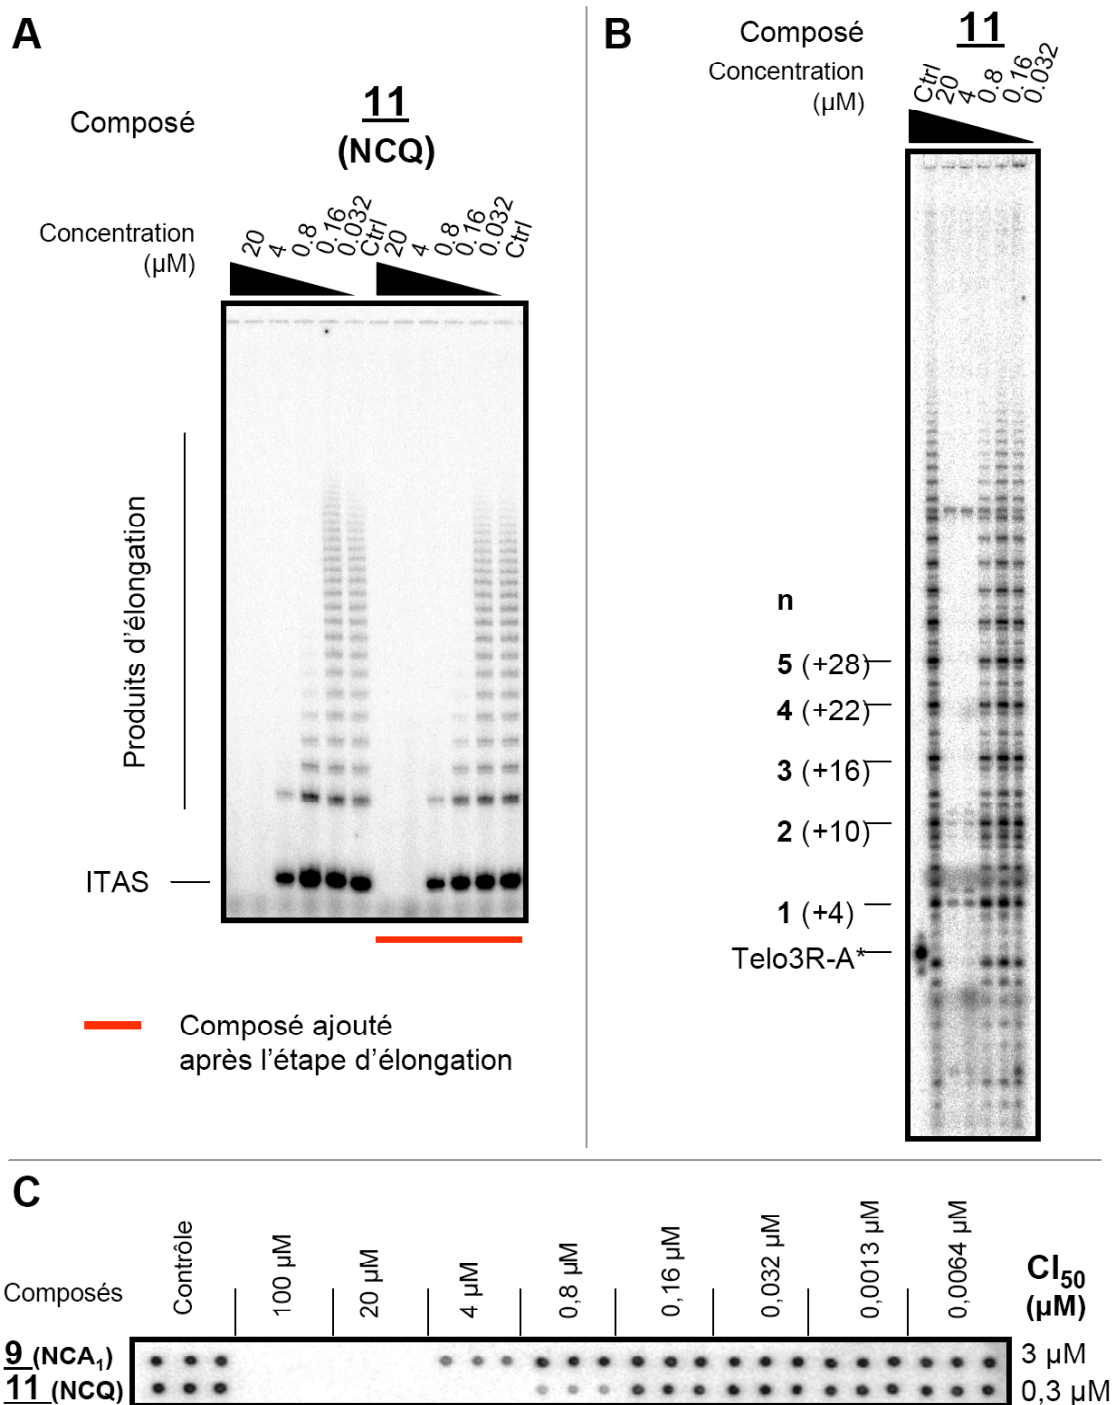 A
Composé
11
(NCQ)
Concentration
(µM)
20 4 0.8 0.16 0.032 Ctrl 20 4 0.8 0.16 0.032 Ctrl
Produits d’élongation
ITAS
Composé ajouté
après l’étape d’élongation
B
Composé
11
Concentration
(µM)
Ctrl 20 4 0.8 0.16 0.032
n
5 (+28)
4 (+22)
3 (+16)
2 (+10)
1 (+4)
Telo3R-A*
C
Composés
Contrôle
100 µM
20 µM
4 µM
0,8 µM
0,16 µM
0,032 µM
0,0013 µM
0,0064 µM
CI50
(µM)
9 (NCA1)
3 µM
11 (NCQ)
0,3 µM